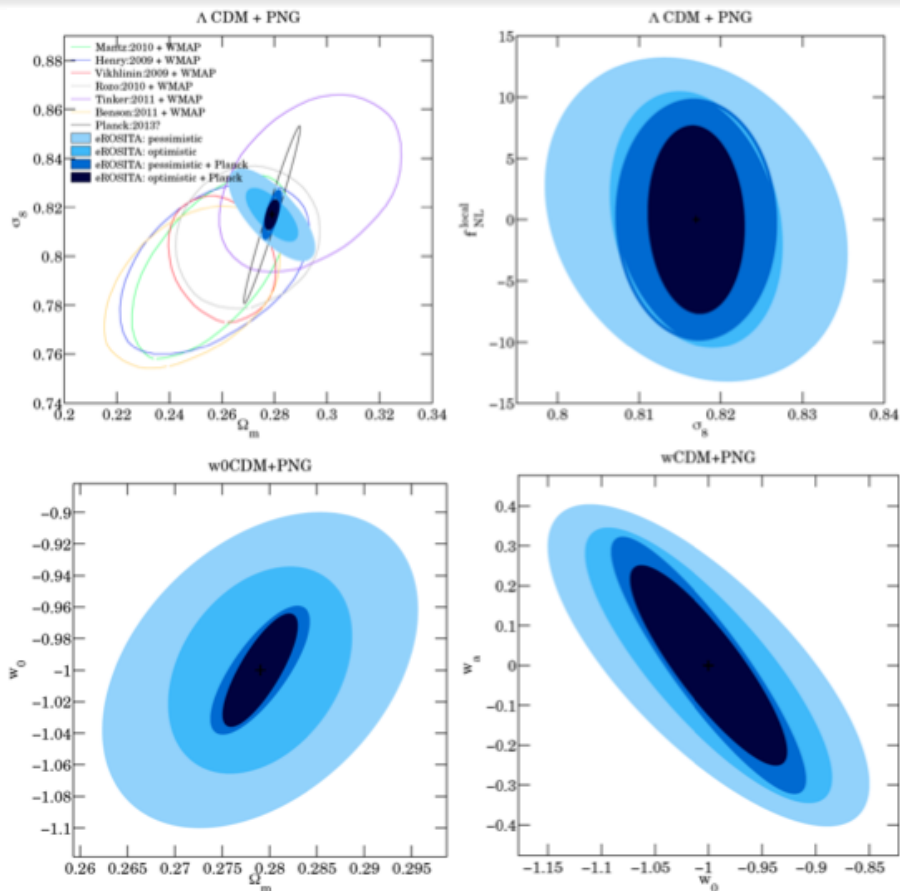 Λ CDM + PNG
Mantz:2010 + WMAP
Henry:2009 + WMAP
Vikhlinin:2009 + WMAP
Rozo:2010 + WMAP
Tinker:2011 + WMAP
Benson:2011 + WMAP
Planck:2013?
eROSITA: pessimistic
eROSITA: optimistic
eROSITA: pessimistic + Planck
eROSITA: optimistic + Planck
0.88
0.86
0.84
0.82
0.8
0.78
0.76
0.74
σ8
0.2 0.22 0.24 0.26 0.28 0.3 0.32 0.34
Ωm
Λ CDM + PNG
15
10
5
0
−5
−10
−15
f NL local
0.8 0.81 0.82 0.83 0.84
σ8
w0CDM+PNG
−0.9
−0.92
−0.94
−0.96
−0.98
−1
−1.02
−1.04
−1.06
−1.08
−1.1
w0
0.26 0.265 0.27 0.275 0.28 0.285 0.29 0.295
Ωm
wCDM+PNG
0.4
0.3
0.2
0.1
0
−0.1
−0.2
−0.3
−0.4
wa
−1.15 −1.1 −1.05 −1 −0.95 −0.9 −0.85
w0